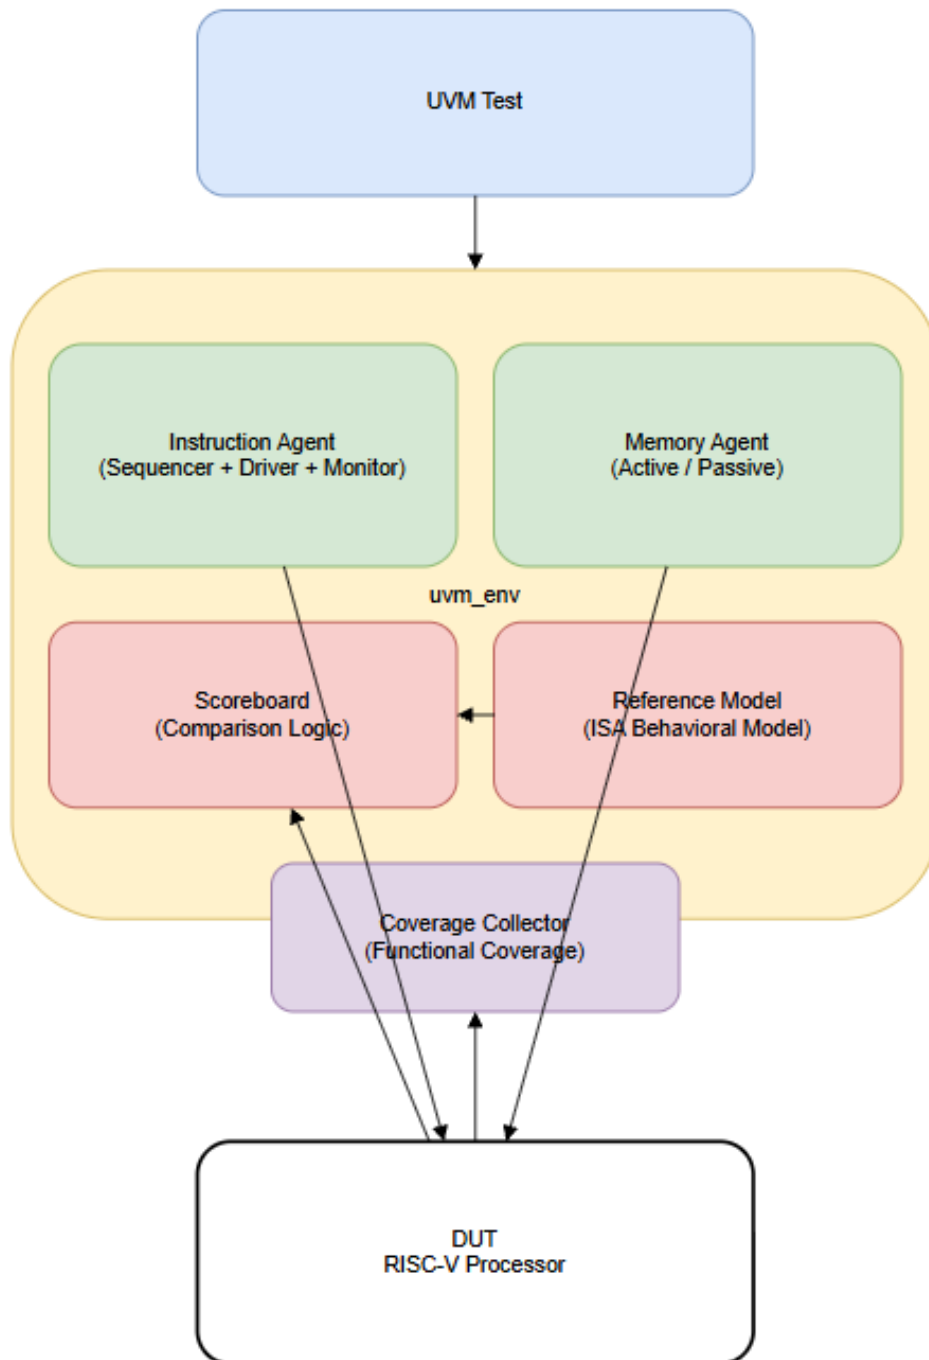 UVM Test
Instruction Agent
(Sequencer + Driver + Monitor)
Memory Agent
(Active / Passive)
uvm_env
Scoreboard
(Comparison Logic)
Reference Model
(ISA Behavioral Model)
Coverage Collector
(Functional Coverage)
DUT
RISC-V Processor